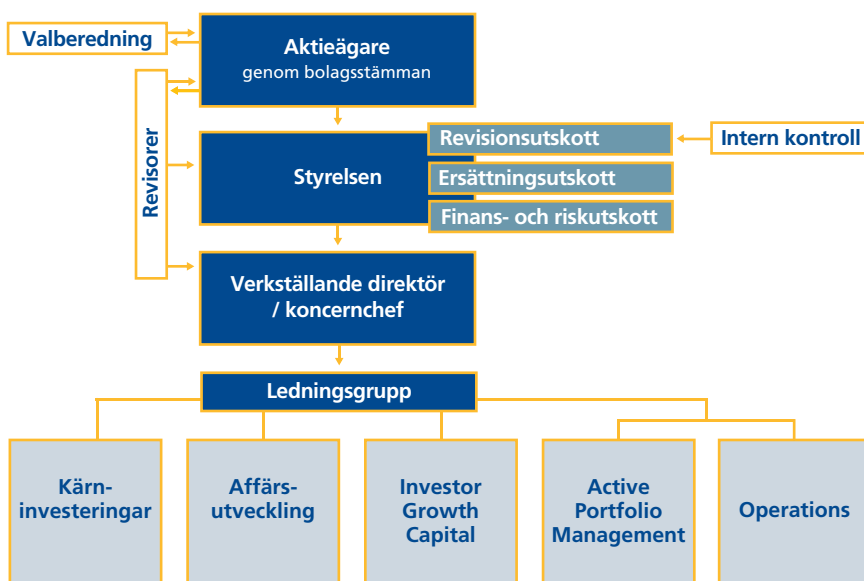 Valberedning
Aktieägare
genom bolagsstämman
Revisorer
Styrelsen
Revisionsutskott
Ersättningsutskott
Finans- och riskutskott
Intern kontroll
Verkställande direktör
/ koncernchef
Ledningsgrupp
Kärn-
investeringar
Affärs-
utveckling
Investor
Growth
Capital
Active
Portfolio
Management
Operations